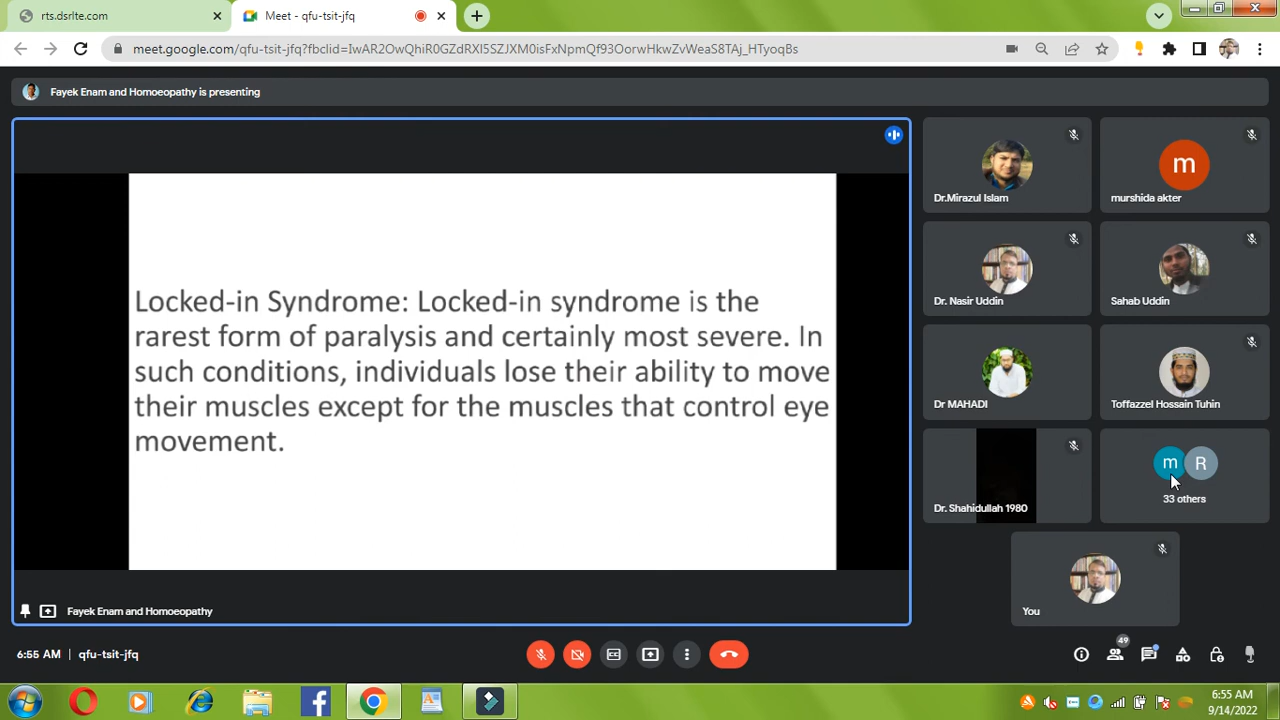 rts.dsrlte.com
Meet - qfu-tsit-jfq
meet.google.com/qfu-tsit-jfq?fbclid=IwAR2OwQhiR0GZdRXI5SZJXM0isFxNpmQf93OorwHkwZvWeaS8TAj_HTyoqBs
Fayek Enam and Homoeopathy is presenting
Locked-in Syndrome: Locked-in syndrome is the
rarest form of paralysis and certainly most severe. In
such conditions, individuals lose their ability to move
their muscles except for the muscles that control eye
movement.
Fayek Enam and Homoeopathy
Dr.Mirazul Islam
m
murshida akter
Dr. Nasir Uddin
Sahab Uddin
Dr MAHADI
Toffazzel Hossain Tuhin
Dr. Shahidullah 1980
m R
33 others
You
6:55 AM | qfu-tsit-jfq
49
6:55 AM
9/14/2022